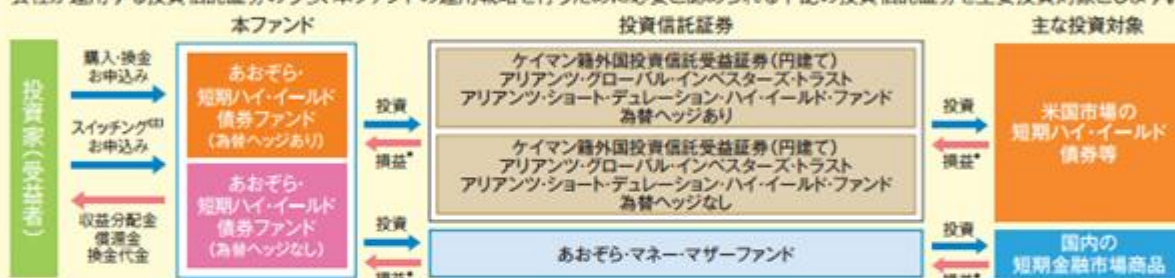 本ファンド
投資信託証券
主な投資対象
投資家(受益者)
購入・換金
お申込み
スイッチング(注)
お申込み
収益分配金
償還金
換金代金
あおぞら・
短期ハイ・イールド
債券ファンド
(為替ヘッジあり)
あおぞら・
短期ハイ・イールド
債券ファンド
(為替ヘッジなし)
投資
損益*
投資
損益*
ケイマン籍外国投資信託受益証券(円建て)
アリアンツ・グローバル・インベスターズ・トラスト
アリアンツ・ショート・デュレーション・ハイ・イールド・ファンド
為替ヘッジあり
ケイマン籍外国投資信託受益証券(円建て)
アリアンツ・グローバル・インベスターズ・トラスト
アリアンツ・ショート・デュレーション・ハイ・イールド・ファンド
為替ヘッジなし
あおぞら・マネー・マザーファンド
投資
損益*
投資
米国市場の
短期ハイ・イールド
債券等
国内の
短期金融市場商品